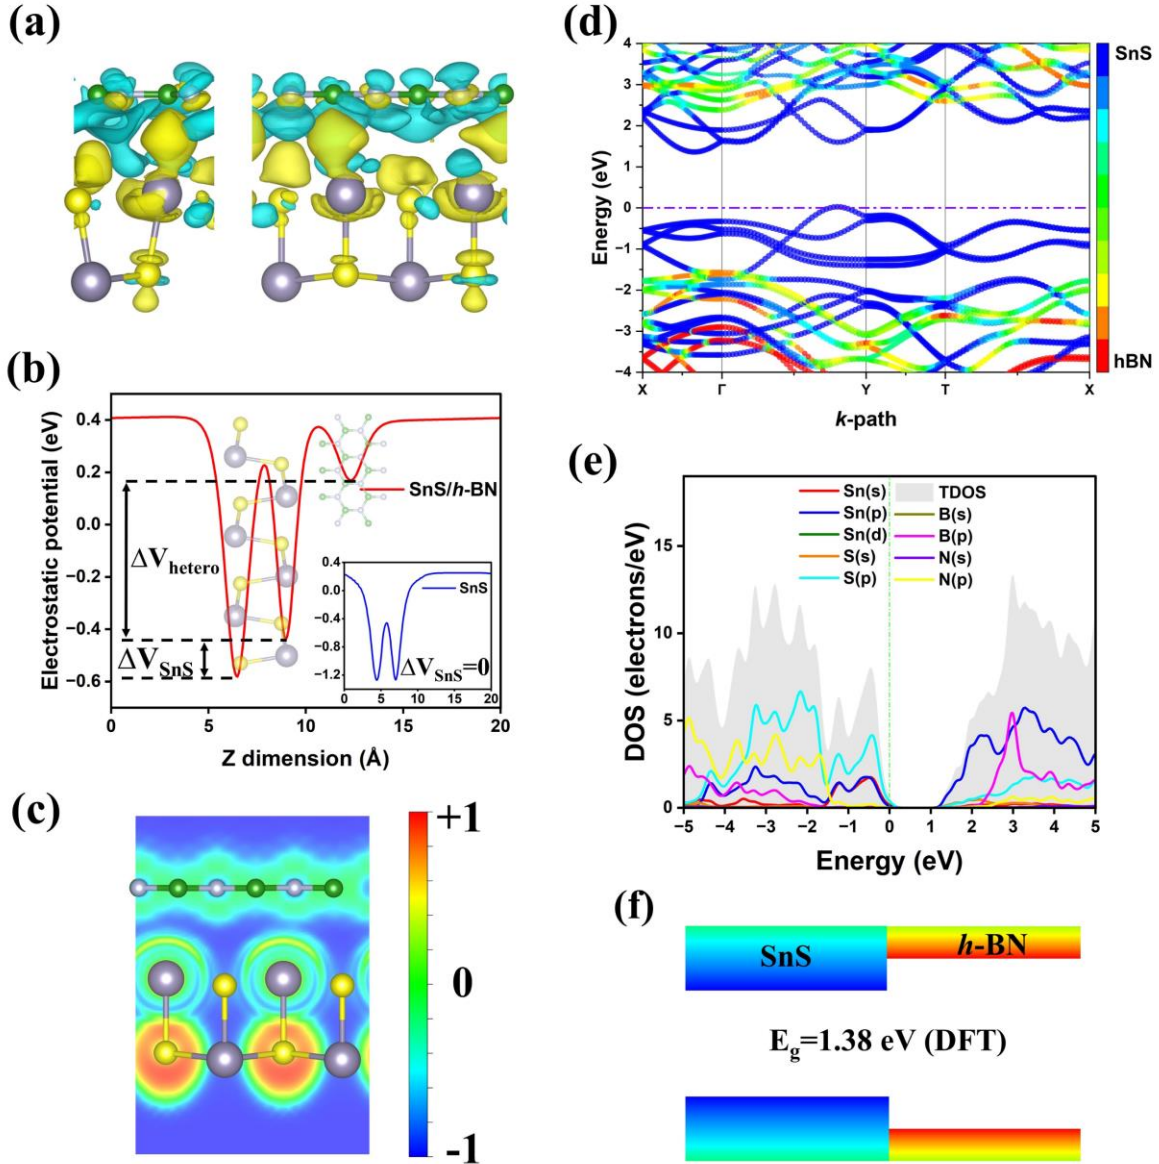 (a)
(b)
Electrostatic potential (eV)
0.4
0.2
0.0
−0.2
−0.4
−0.6
0
5
10
15
20
Z dimension (Å)
ΔV_hetero
ΔV_SnS
SnS/h-BN
0.4
0.0
−0.4
−0.8
−1.2
0
5
10
15
20
SnS
ΔV_SnS=0
(c)
+1
0
-1
(d)
Energy (eV)
4
3
2
1
0
−1
−2
−3
−4
X
Γ
Y
T
X
k-path
SnS
hBN
(e)
DOS (electrons/eV)
15
10
5
0
Sn(s)
Sn(p)
Sn(d)
S(s)
S(p)
TDOS
B(s)
B(p)
N(s)
N(p)
−5
−4
−3
−2
−1
0
1
2
3
4
5
Energy (eV)
(f)
SnS
h-BN
E_g=1.38 eV (DFT)